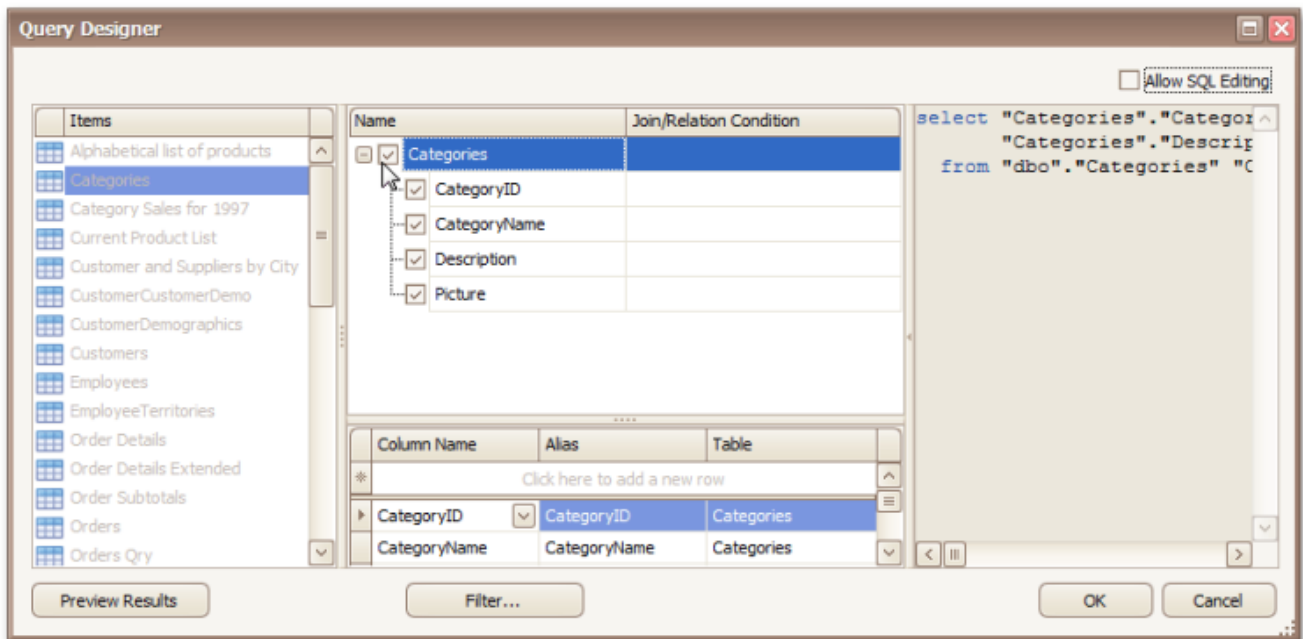 Query Designer
Allow SQL Editing
Items
Alphabetical list of products
Categories
Category Sales for 1997
Current Product List
Customer and Suppliers by City
CustomerCustomerDemo
CustomerDemographics
Customers
Employees
EmployeeTerritories
Order Details
Order Details Extended
Order Subtotals
Orders
Orders Qry
Name Join/Relation Condition
Categories
CategoryID
CategoryName
Description
Picture
Column Name Alias Table
Click here to add a new row
CategoryID CategoryID Categories
CategoryName CategoryName Categories
select "Categories"."Categor
"Categories"."Descrip
from "dbo"."Categories" "C
Preview Results Filter... OK Cancel